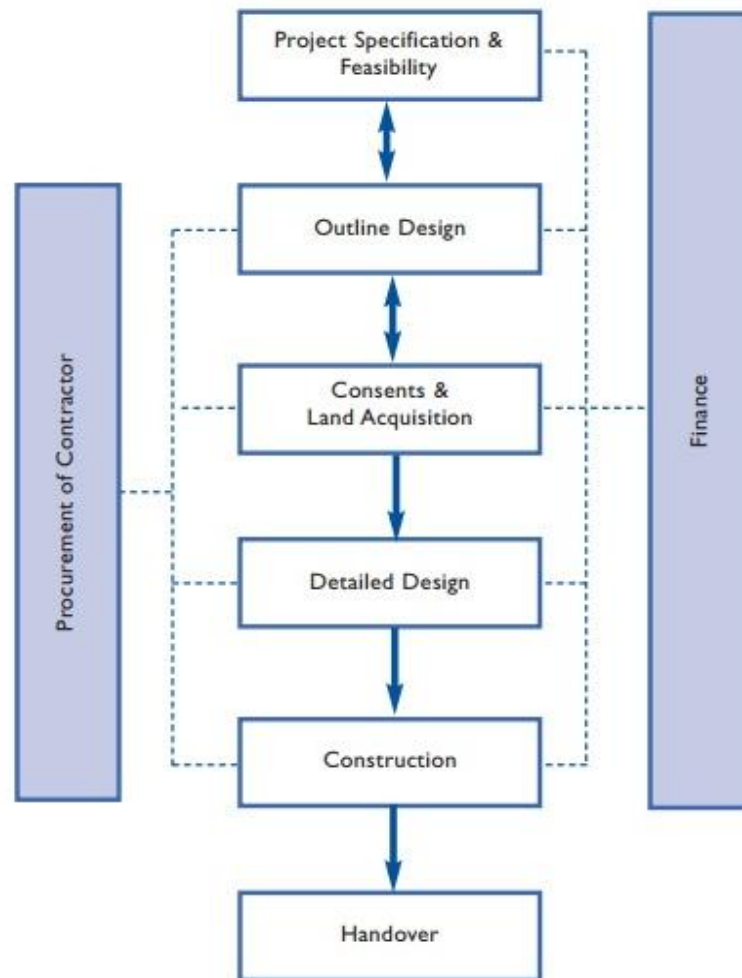 Project Specification &
Feasibility
Outline Design
Consents &
Land Acquisition
Detailed Design
Construction
Handover
Procurement of Contractor
Finance